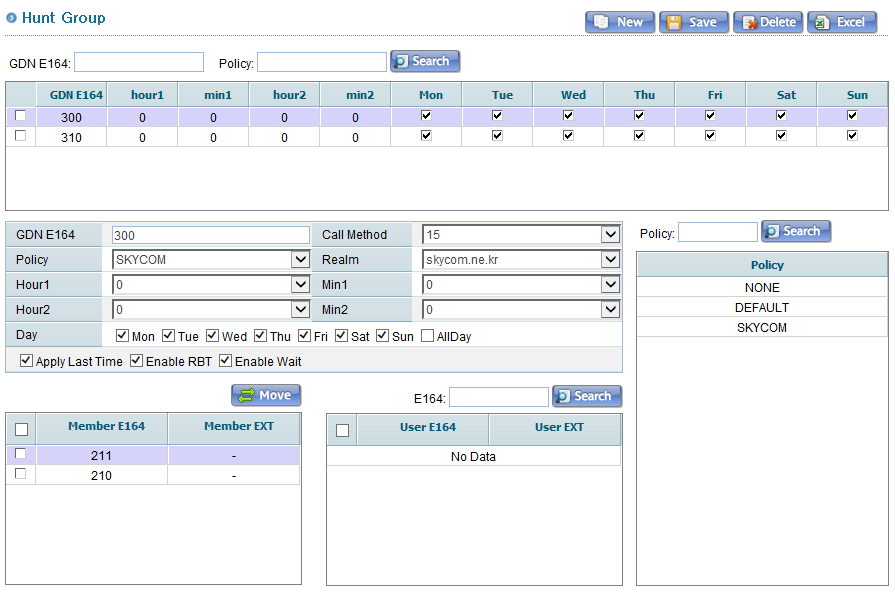 Hunt Group
New Save Delete Excel
GDN E164: Policy: Search
GDN E164 hour1 min1 hour2 min2 Mon Tue Wed Thu Fri Sat Sun
300 0 0 0 0
310 0 0 0 0
GDN E164 300 Call Method 15
Policy SKYCOM Realm skycom.ne.kr
Hour1 0 Min1 0
Hour2 0 Min2 0
Day Mon Tue Wed Thu Fri Sat Sun AllDay
Apply Last Time Enable RBT Enable Wait
Policy: Search
Policy
NONE
DEFAULT
SKYCOM
Move
Member E164 Member EXT
211 -
210 -
E164: Search
User E164 User EXT
No Data